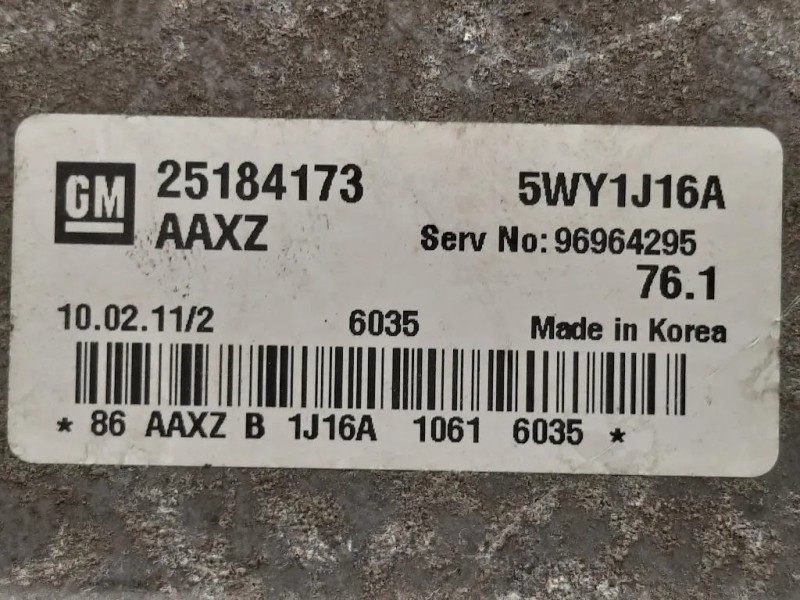 GM 25184173 5WY1J16A
AAXZ Serv No: 96964295
76.1
10.02.11/2 6035 Made in Korea
* 86 AAXZ B 1J16A 1061 6035 *